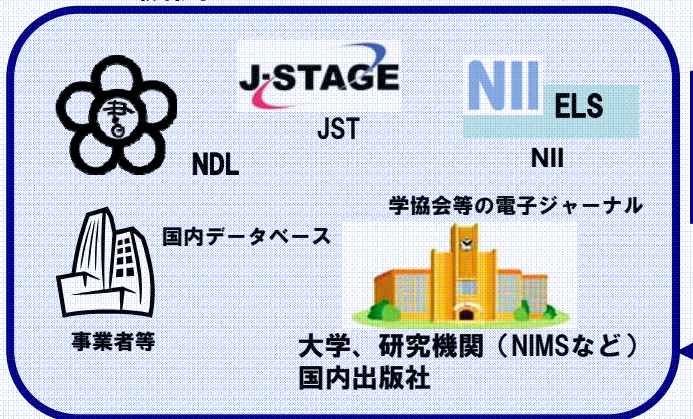 J-STAGE
JST
NII ELS
NII
NDL
学協会等の電子ジャーナル
国内データベース
事業者等
大学、研究機関（NIMSなど）
国内出版社